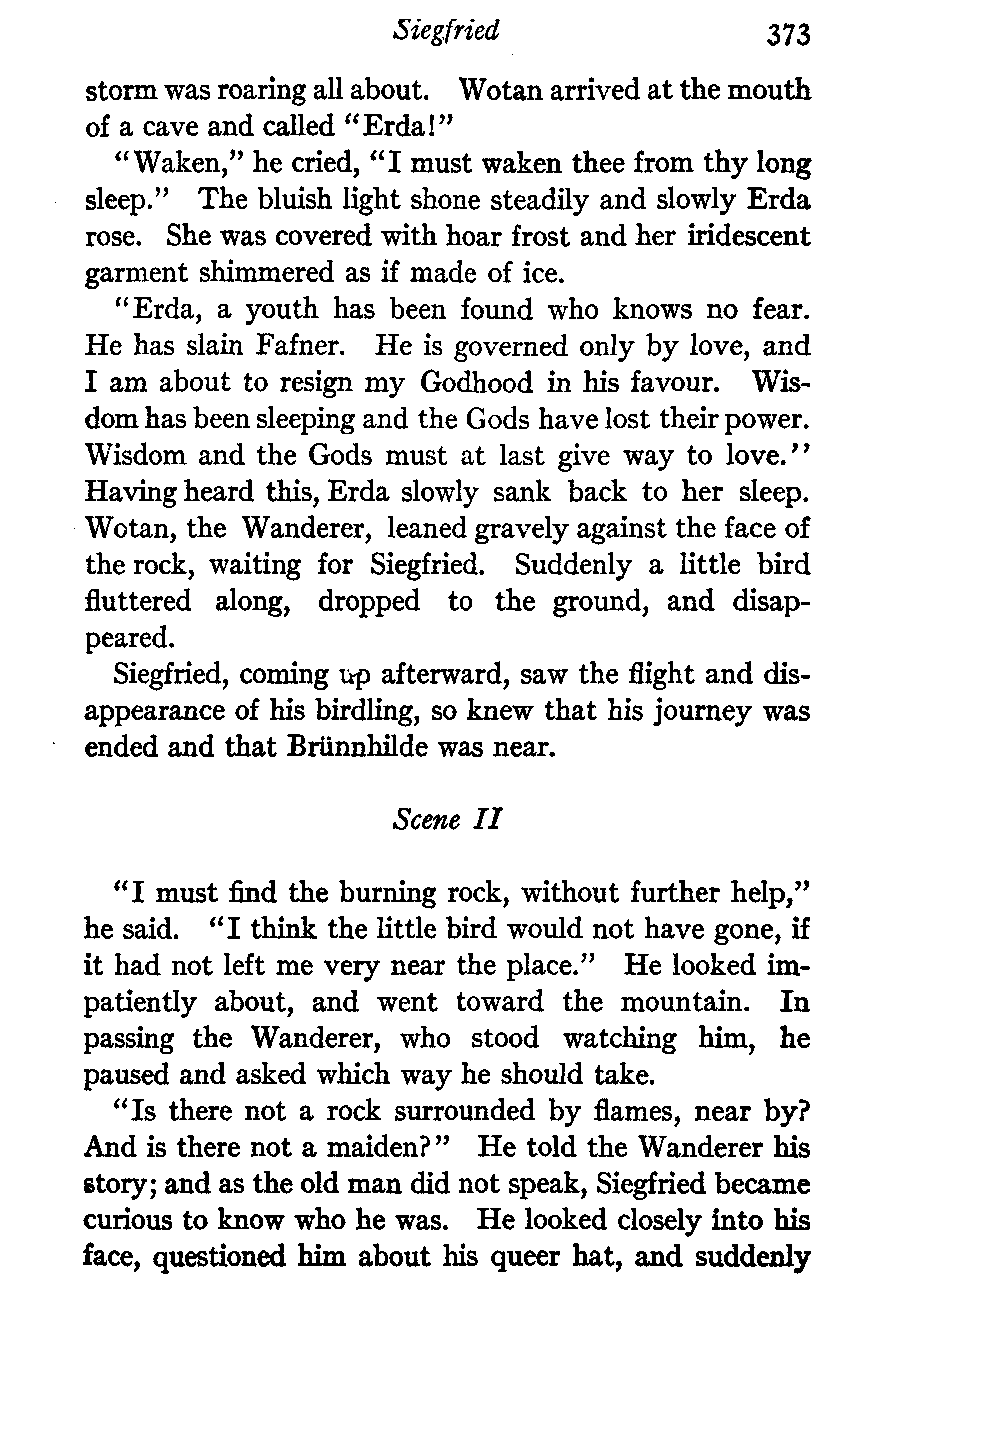 Siegfried 373
storm was roaring all about. Wotan arrived at the mouth
of a cave and called "Erda!"
"Waken," he cried, "I must waken thee from thy long
sleep." The bluish light shone steadily and slowly Erda
rose. She was covered with hoar frost and her iridescent
garment shimmered as if made of ice.
"Erda, a youth has been found who knows no fear.
He has slain Fafner. He is governed only by love, and
I am about to resign my Godhood in his favour. Wis-
dom has been sleeping and the Gods have lost their power.
Wisdom and the Gods must at last give way to love."
Having heard this, Erda slowly sank back to her sleep.
Wotan, the Wanderer, leaned gravely against the face of
the rock, waiting for Siegfried. Suddenly a little bird
fluttered along, dropped to the ground, and disap-
peared.
Siegfried, coming up afterward, saw the flight and dis-
appearance of his birdling, so knew that his journey was
ended and that Brünnhilde was near.
Scene II
"I must find the burning rock, without further help,"
he said. "I think the little bird would not have gone, if
it had not left me very near the place." He looked im-
patiently about, and went toward the mountain. In
passing the Wanderer, who stood watching him, he
paused and asked which way he should take.
"Is there not a rock surrounded by flames, near by?
And is there not a maiden?" He told the Wanderer his
story; and as the old man did not speak, Siegfried became
curious to know who he was. He looked closely into his
face, questioned him about his queer hat, and suddenly